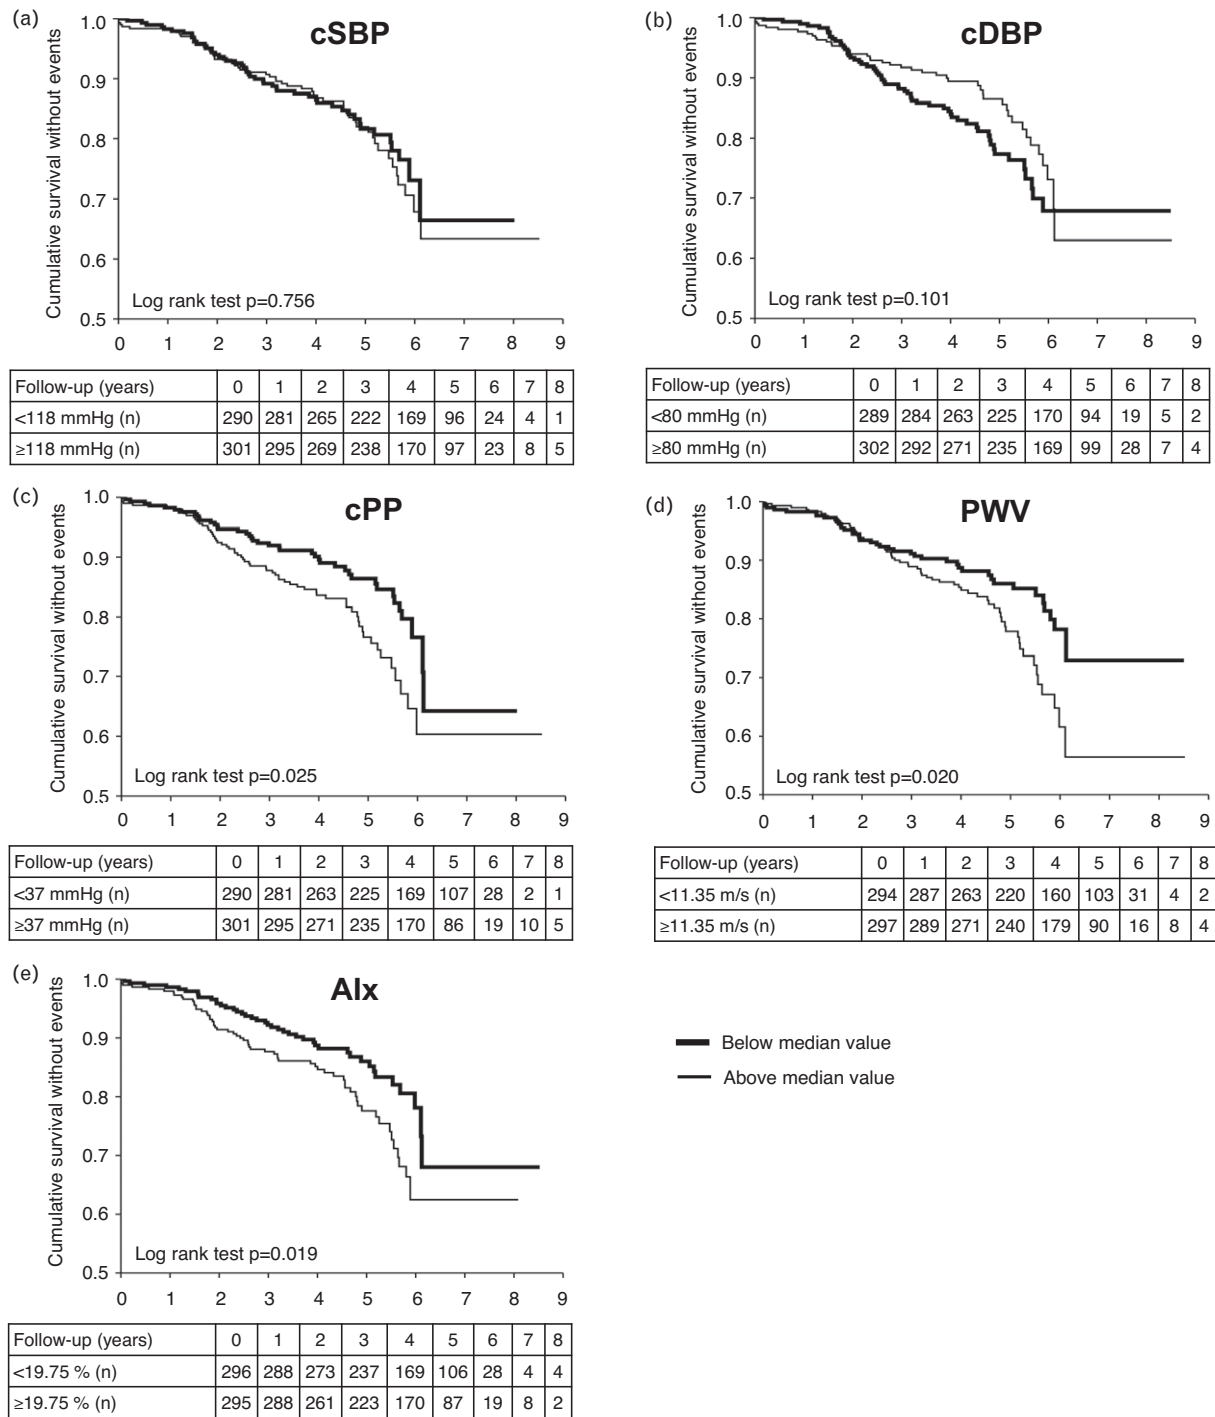 (a)
cSBP
Cumulative survival without events
1.0
0.9
0.8
0.7
0.6
0.5
Log rank test p=0.756
0 1 2 3 4 5 6 7 8 9
Follow-up (years) 0 1 2 3 4 5 6 7 8
<118 mmHg (n) 290 281 265 222 169 96 24 4 1
≥118 mmHg (n) 301 295 269 238 170 97 23 8 5
(b)
cDBP
Cumulative survival without events
1.0
0.9
0.8
0.7
0.6
0.5
Log rank test p=0.101
0 1 2 3 4 5 6 7 8 9
Follow-up (years) 0 1 2 3 4 5 6 7 8
<80 mmHg (n) 289 284 263 225 170 94 19 5 2
≥80 mmHg (n) 302 292 271 235 169 99 28 7 4
(c)
cPP
Cumulative survival without events
1.0
0.9
0.8
0.7
0.6
0.5
Log rank test p=0.025
0 1 2 3 4 5 6 7 8 9
Follow-up (years) 0 1 2 3 4 5 6 7 8
<37 mmHg (n) 290 281 263 225 169 107 28 2 1
≥37 mmHg (n) 301 295 271 235 170 86 19 10 5
(d)
PWV
Cumulative survival without events
1.0
0.9
0.8
0.7
0.6
0.5
Log rank test p=0.020
0 1 2 3 4 5 6 7 8 9
Follow-up (years) 0 1 2 3 4 5 6 7 8
<11.35 m/s (n) 294 287 263 220 160 103 31 4 2
≥11.35 m/s (n) 297 289 271 240 179 90 16 8 4
(e)
AIx
Cumulative survival without events
1.0
0.9
0.8
0.7
0.6
0.5
Log rank test p=0.019
0 1 2 3 4 5 6 7 8 9
Follow-up (years) 0 1 2 3 4 5 6 7 8
<19.75 % (n) 296 288 273 237 169 106 28 4 4
≥19.75 % (n) 295 288 261 223 170 87 19 8 2
Below median value
Above median value